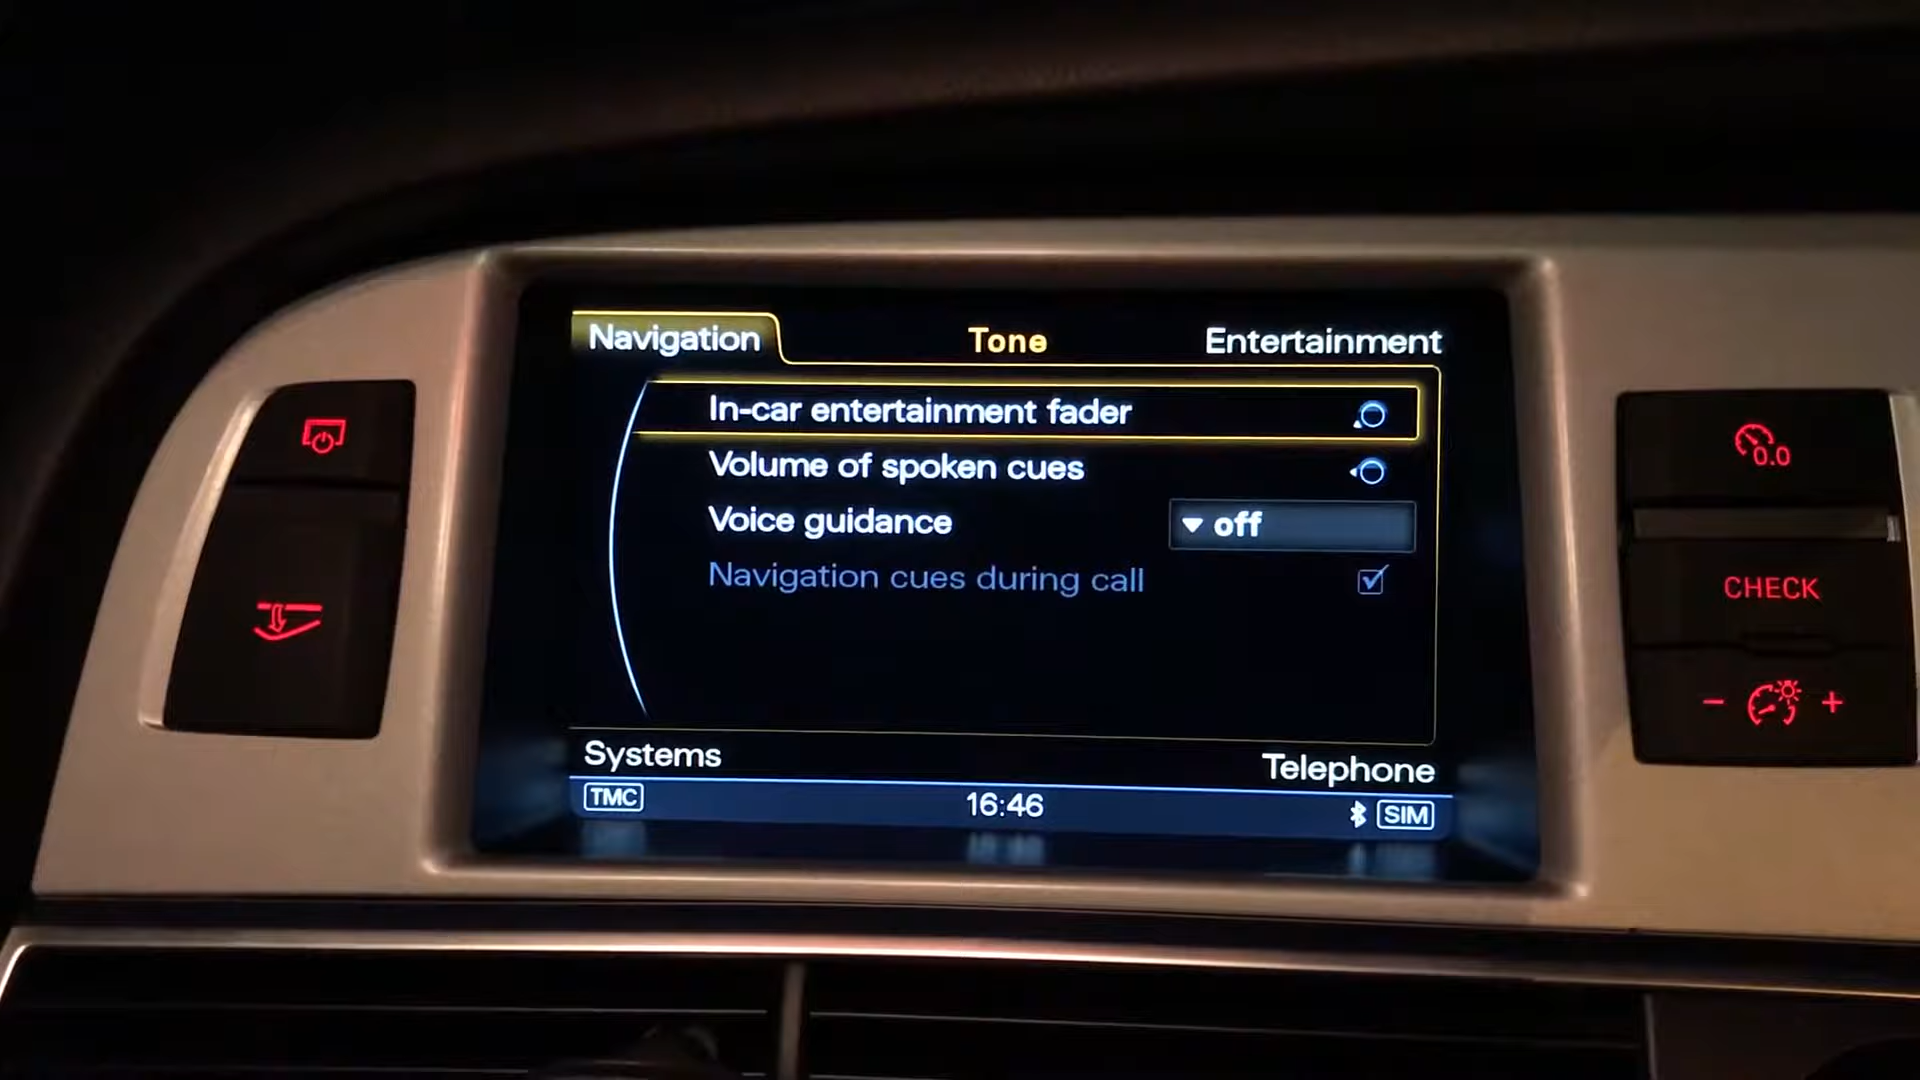 Navigation
Tone
Entertainment
In-car entertainment fader
Volume of spoken cues
Voice guidance
off
Navigation cues during call
Systems
Telephone
TMC
16:46
SIM
0.0
CHECK
- +